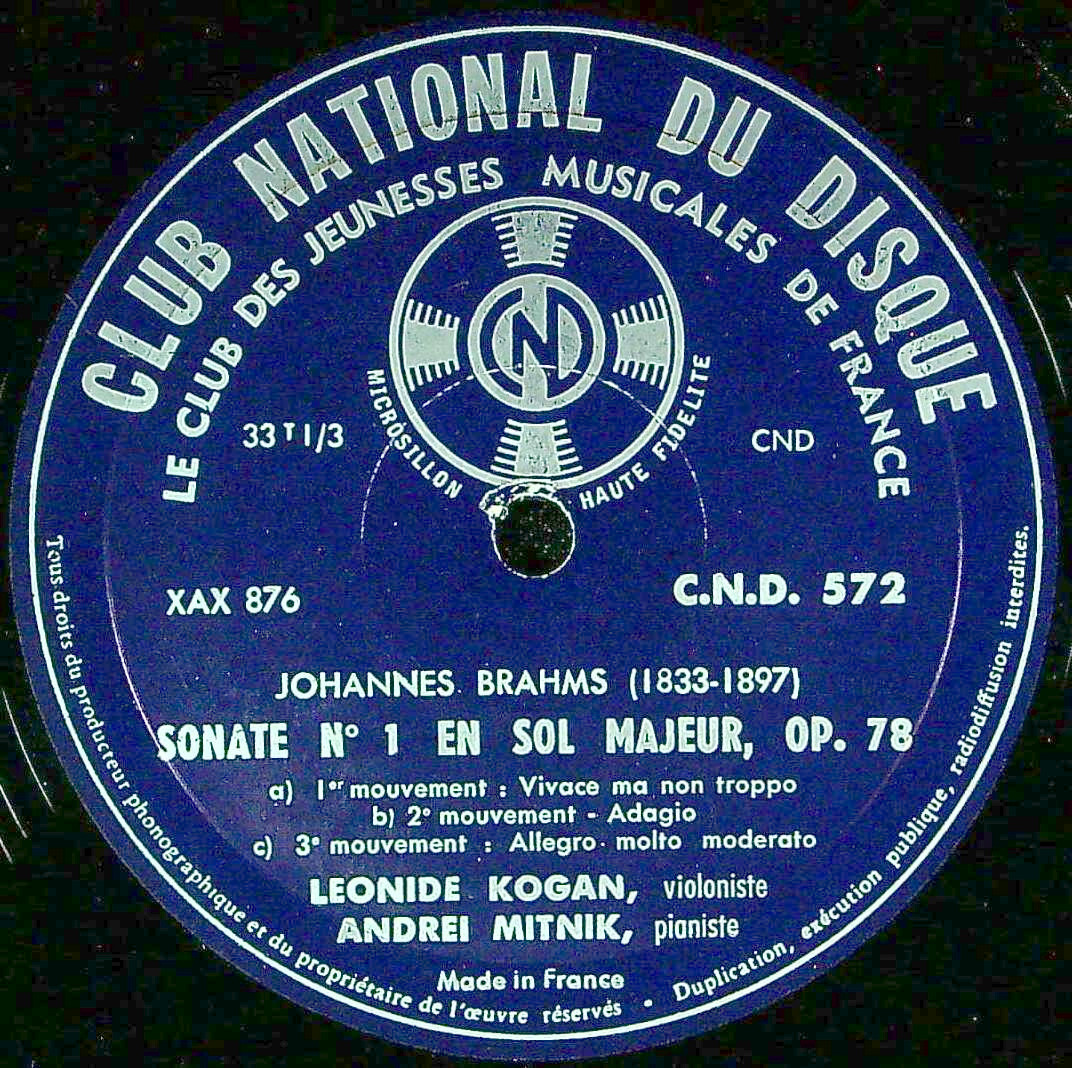 CLUB NATIONAL DU DISQUE
LE CLUB DES JEUNESSES MUSICALES DE FRANCE
N
MICROSILLON HAUTE FIDELITE
33 T 1/3
CND
XAX 876
C.N.D. 572
JOHANNES BRAHMS (1833-1897)
SONATE N° 1 EN SOL MAJEUR, OP. 78
a) 1er mouvement : Vivace ma non troppo
b) 2e mouvement - Adagio
c) 3e mouvement : Allegro molto moderato
LEONIDE KOGAN, violoniste
ANDREI MITNIK, pianiste
Made in France
Tous droits du producteur phonographique et du propriétaire de l'œuvre réservés • Duplication, exécution publique, radiodiffusion interdites.